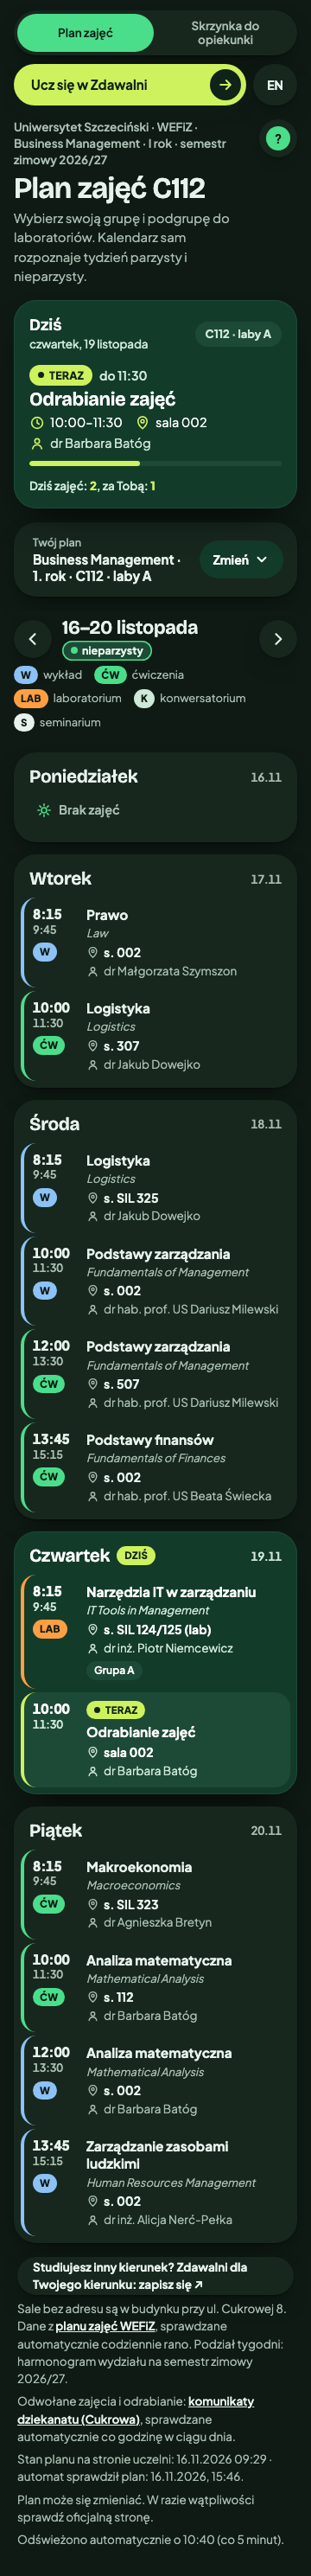 Plan zajęć
Skrzynka do
opiekunki
Ucz się w Zdawalni
EN
Uniwersytet Szczeciński · WEFiZ ·
Business Management · I rok · semestr
zimowy 2026/27
?
Plan zajęć C112
Wybierz swoją grupę i podgrupę do
laboratoriów. Kalendarz sam
rozpoznaje tydzień parzysty i
nieparzysty.
Dziś
czwartek, 19 listopada
C112 · laby A
TERAZ do 11:30
Odrabianie zajęć
10:00–11:30 sala 002
dr Barbara Batóg
Dziś zajęć: 2, za Tobą: 1
Twój plan
Business Management ·
1. rok · C112 · laby A
Zmień
16–20 listopada
nieparzysty
W wykład ĆW ćwiczenia
LAB laboratorium K konwersatorium
S seminarium
Poniedziałek 16.11
Brak zajęć
Wtorek 17.11
8:15 Prawo
9:45 Law
W s. 002
dr Małgorzata Szymszon
10:00 Logistyka
11:30 Logistics
ĆW s. 307
dr Jakub Dowejko
Środa 18.11
8:15 Logistyka
9:45 Logistics
W s. SIL 325
dr Jakub Dowejko
10:00 Podstawy zarządzania
11:30 Fundamentals of Management
W s. 002
dr hab. prof. US Dariusz Milewski
12:00 Podstawy zarządzania
13:30 Fundamentals of Management
ĆW s. 507
dr hab. prof. US Dariusz Milewski
13:45 Podstawy finansów
15:15 Fundamentals of Finances
ĆW s. 002
dr hab. prof. US Beata Świecka
Czwartek DZIŚ 19.11
8:15 Narzędzia IT w zarządzaniu
9:45 IT Tools in Management
LAB s. SIL 124/125 (lab)
dr inż. Piotr Niemcewicz
Grupa A
10:00 TERAZ
11:30 Odrabianie zajęć
sala 002
dr Barbara Batóg
Piątek 20.11
8:15 Makroekonomia
9:45 Macroeconomics
ĆW s. SIL 323
dr Agnieszka Bretyn
10:00 Analiza matematyczna
11:30 Mathematical Analysis
ĆW s. 112
dr Barbara Batóg
12:00 Analiza matematyczna
13:30 Mathematical Analysis
W s. 002
dr Barbara Batóg
13:45 Zarządzanie zasobami
15:15 ludzkimi
W Human Resources Management
s. 002
dr inż. Alicja Nerć-Pełka
Studiujesz inny kierunek? Zdawalni dla
Twojego kierunku: zapisz się ↗
Sale bez adresu są w budynku przy ul. Cukrowej 8.
Dane z planu zajęć WEFiZ, sprawdzane
automatycznie codziennie rano. Podział tygodni:
harmonogram wydziału na semestr zimowy
2026/27.
Odwołane zajęcia i odrabianie: komunikaty
dziekanatu (Cukrowa), sprawdzane
automatycznie co godzinę w ciągu dnia.
Stan planu na stronie uczelni: 16.11.2026 09:29 ·
automat sprawdził plan: 16.11.2026, 15:46.
Plan może się zmieniać. W razie wątpliwości
sprawdź oficjalną stronę.
Odświeżono automatycznie o 10:40 (co 5 minut).